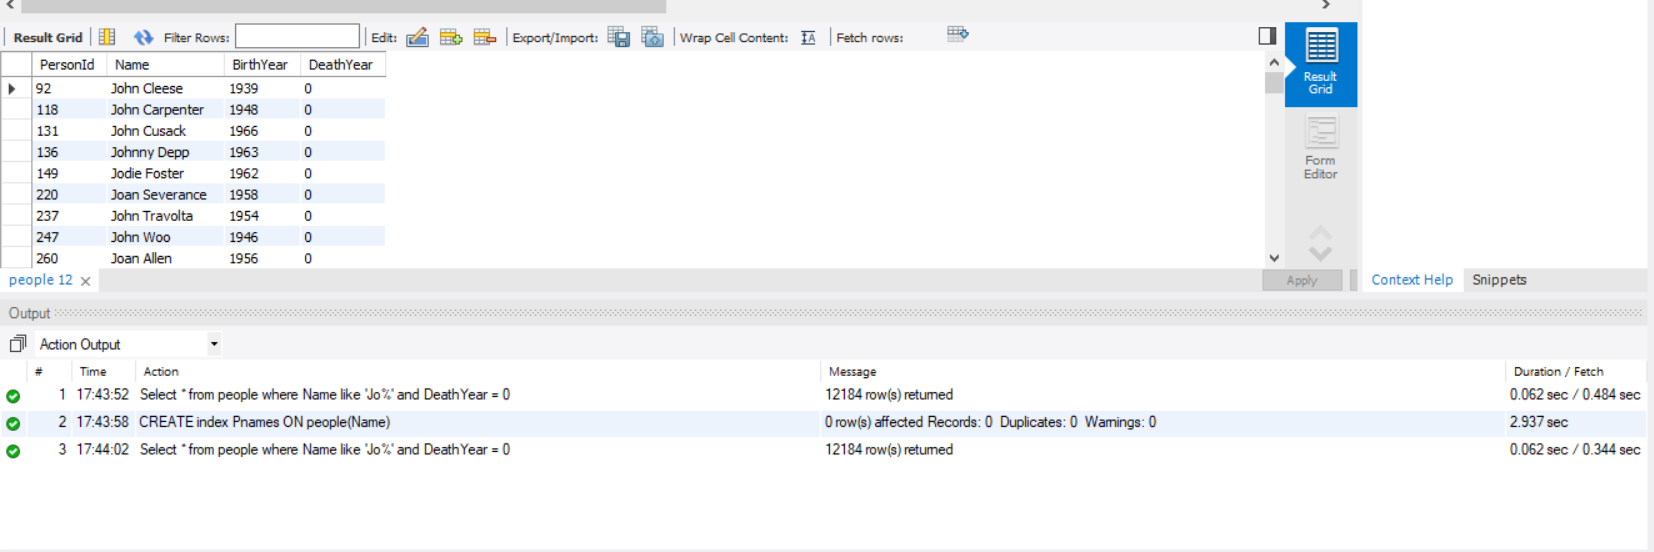 Result Grid Filter Rows: Edit: Export/Import: Wrap Cell Content: IA Fetch rows:
PersonId Name BirthYear DeathYear
92 John Cleese 1939 0
118 John Carpenter 1948 0
131 John Cusack 1966 0
136 Johnny Depp 1963 0
149 Jodie Foster 1962 0
220 Joan Severance 1958 0
237 John Travolta 1954 0
247 John Woo 1946 0
260 Joan Allen 1956 0
Result
Grid
Form
Editor
people 12 Apply Context Help Snippets
Output
Action Output
# Time Action Message Duration / Fetch
1 17:43:52 Select * from people where Name like 'Jo%' and DeathYear = 0 12184 row(s) returned 0.062 sec / 0.484 sec
2 17:43:58 CREATE index Pnames ON people(Name) 0 row(s) affected Records: 0 Duplicates: 0 Warnings: 0 2.937 sec
3 17:44:02 Select * from people where Name like 'Jo%' and DeathYear = 0 12184 row(s) returned 0.062 sec / 0.344 sec